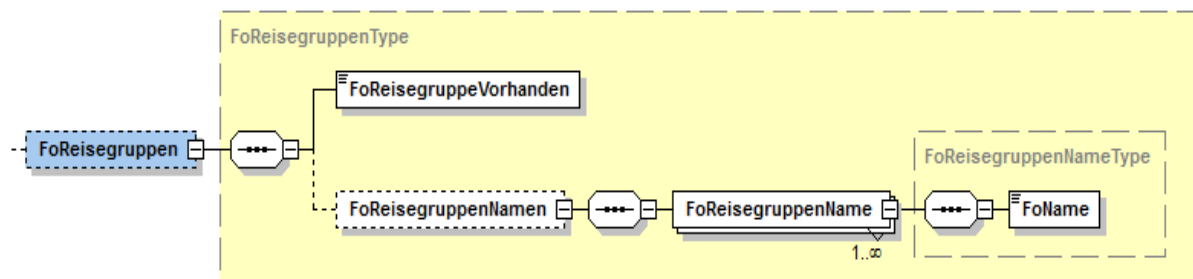 FoReisegruppenType
FoReisegruppeVorhanden
FoReisegruppen
FoReisegruppenNameType
FoReisegruppenNamen
FoReisegruppenName
FoName
1..∞